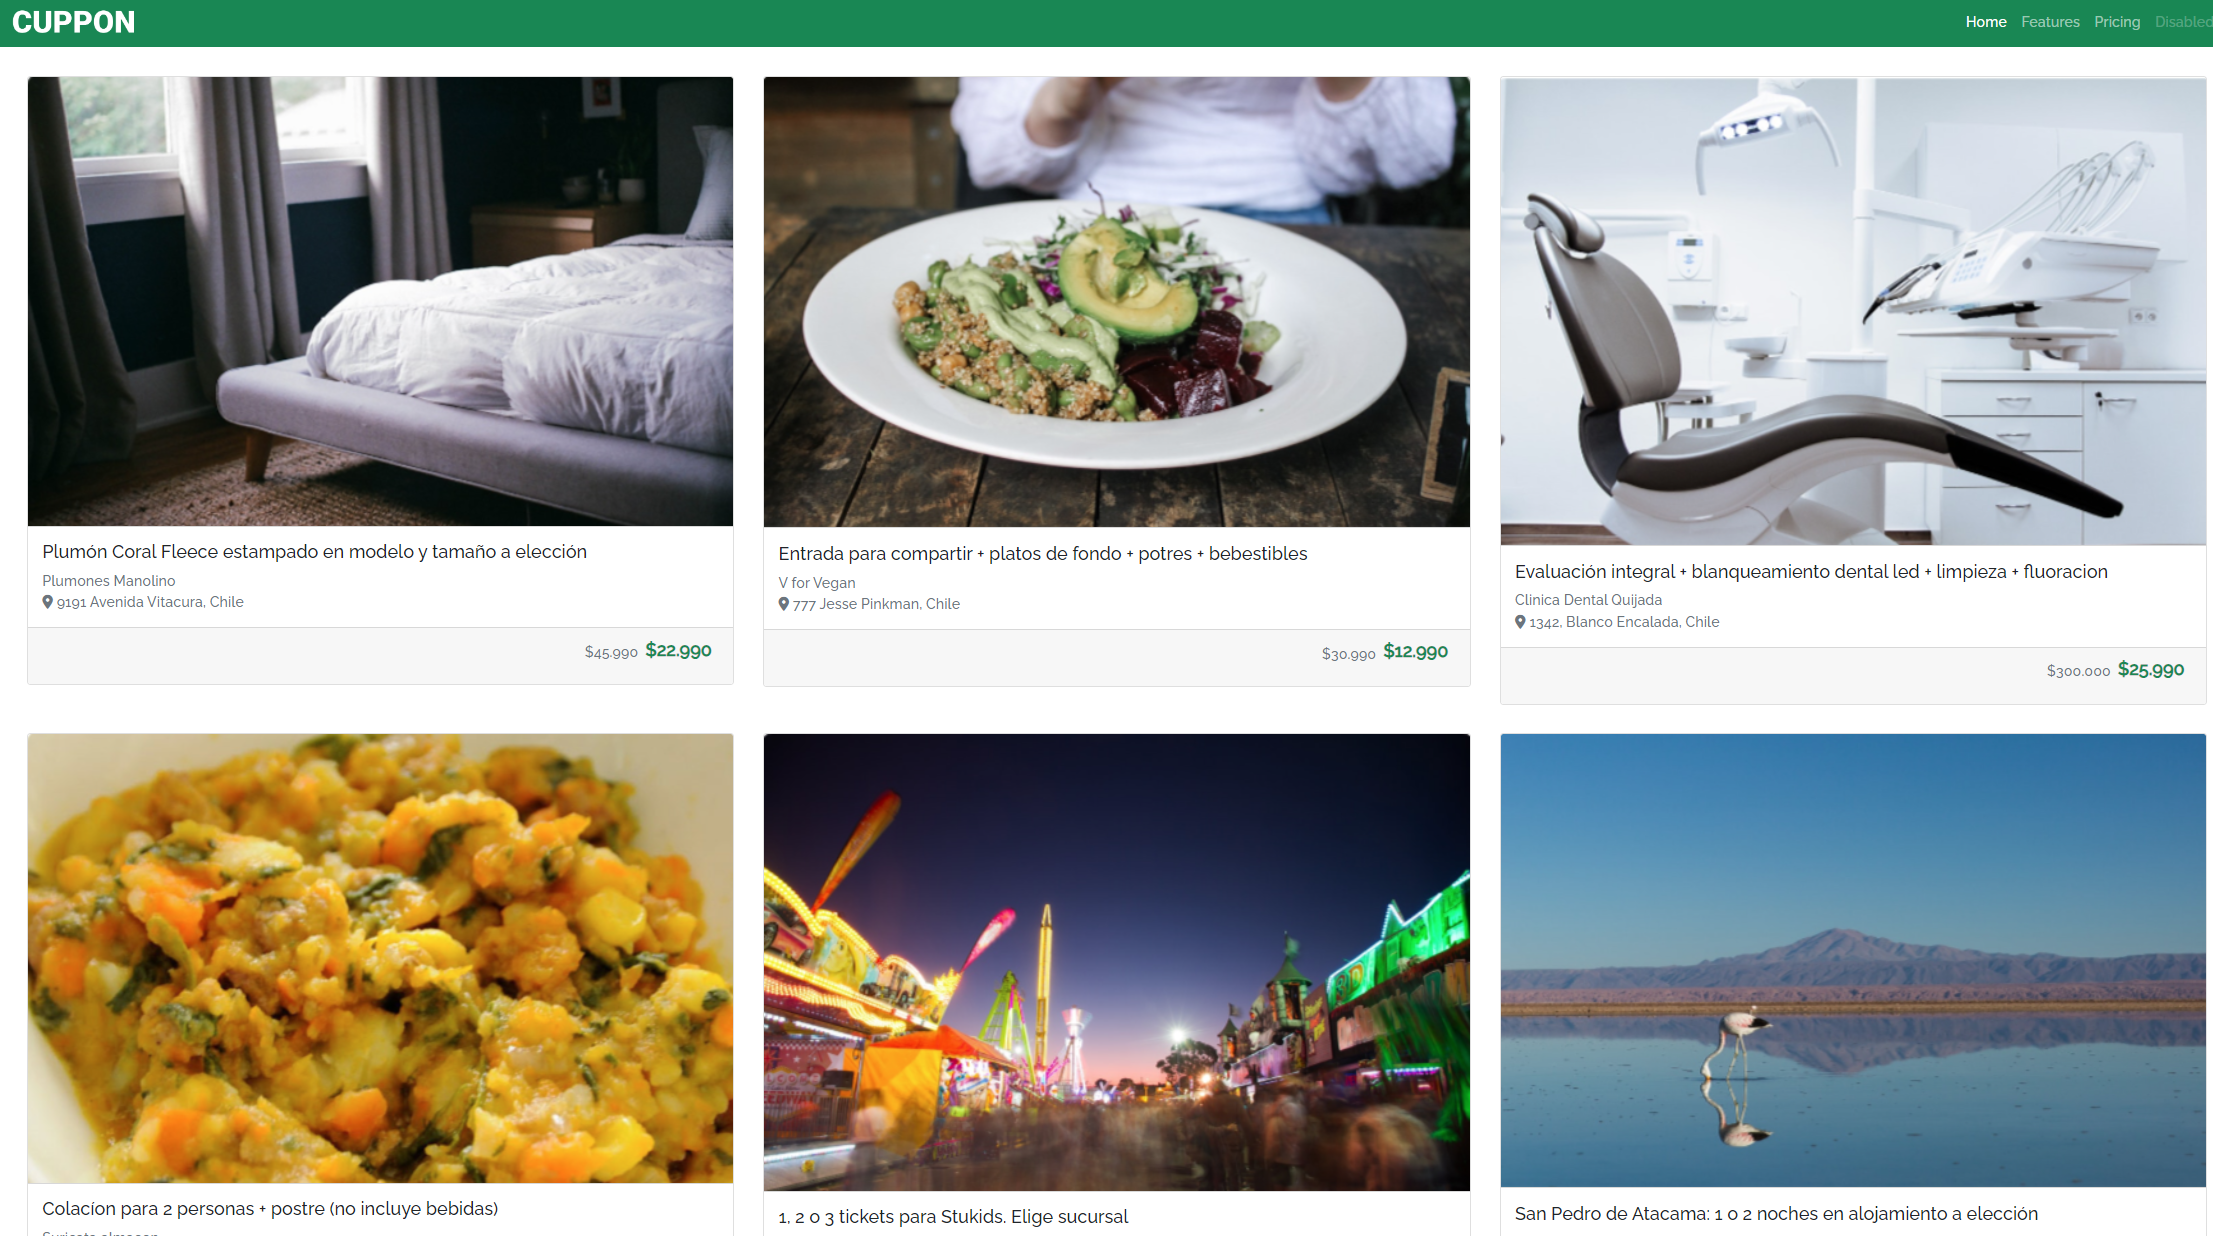 CUPPON
Home Features Pricing Disabled
Plumón Coral Fleece estampado en modelo y tamaño a elección
Plumones Manolino
9191 Avenida Vitacura, Chile
$45.990 $22.990
Entrada para compartir + platos de fondo + potres + bebestibles
V for Vegan
777 Jesse Pinkman, Chile
$30.990 $12.990
Evaluación integral + blanqueamiento dental led + limpieza + fluoracion
Clinica Dental Quijada
1342, Blanco Encalada, Chile
$300.000 $25.990
Colacíon para 2 personas + postre (no incluye bebidas)
1, 2 o 3 tickets para Stukids. Elige sucursal
San Pedro de Atacama: 1 o 2 noches en alojamiento a elección